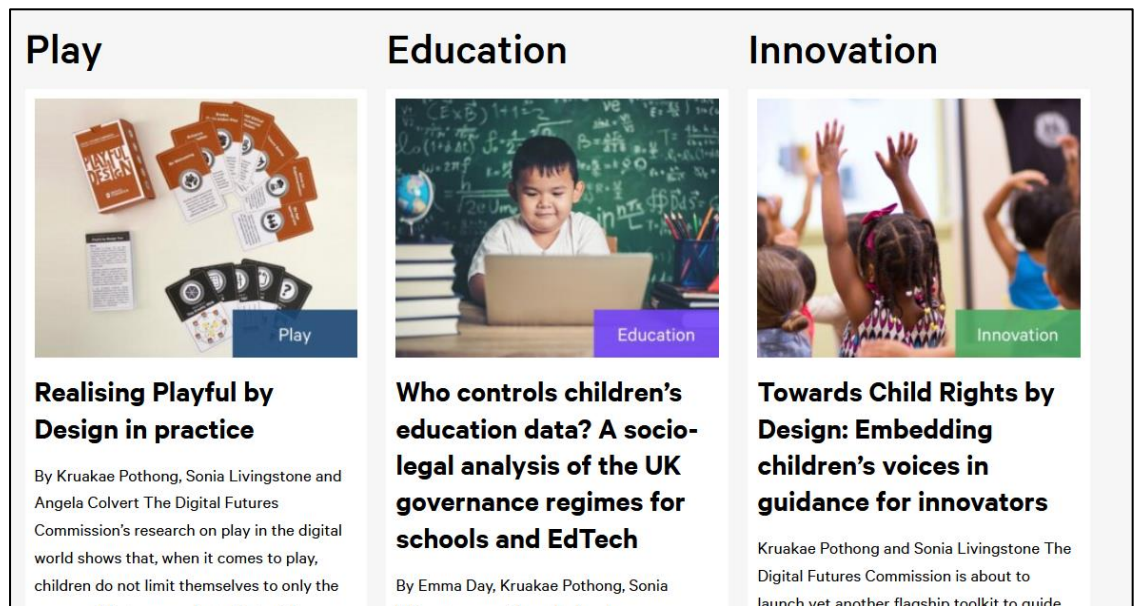 Play
PLAYFUL
BY
DESIGN
Play
Realising Playful by
Design in practice
By Kruakae Pothong, Sonia Livingstone and
Angela Colvert The Digital Futures
Commission’s research on play in the digital
world shows that, when it comes to play,
children do not limit themselves to only the
Education
Education
Who controls children’s
education data? A socio-
legal analysis of the UK
governance regimes for
schools and EdTech
By Emma Day, Kruakae Pothong, Sonia
Innovation
Innovation
Towards Child Rights by
Design: Embedding
children’s voices in
guidance for innovators
Kruakae Pothong and Sonia Livingstone The
Digital Futures Commission is about to
launch yet another flagship toolkit to guide